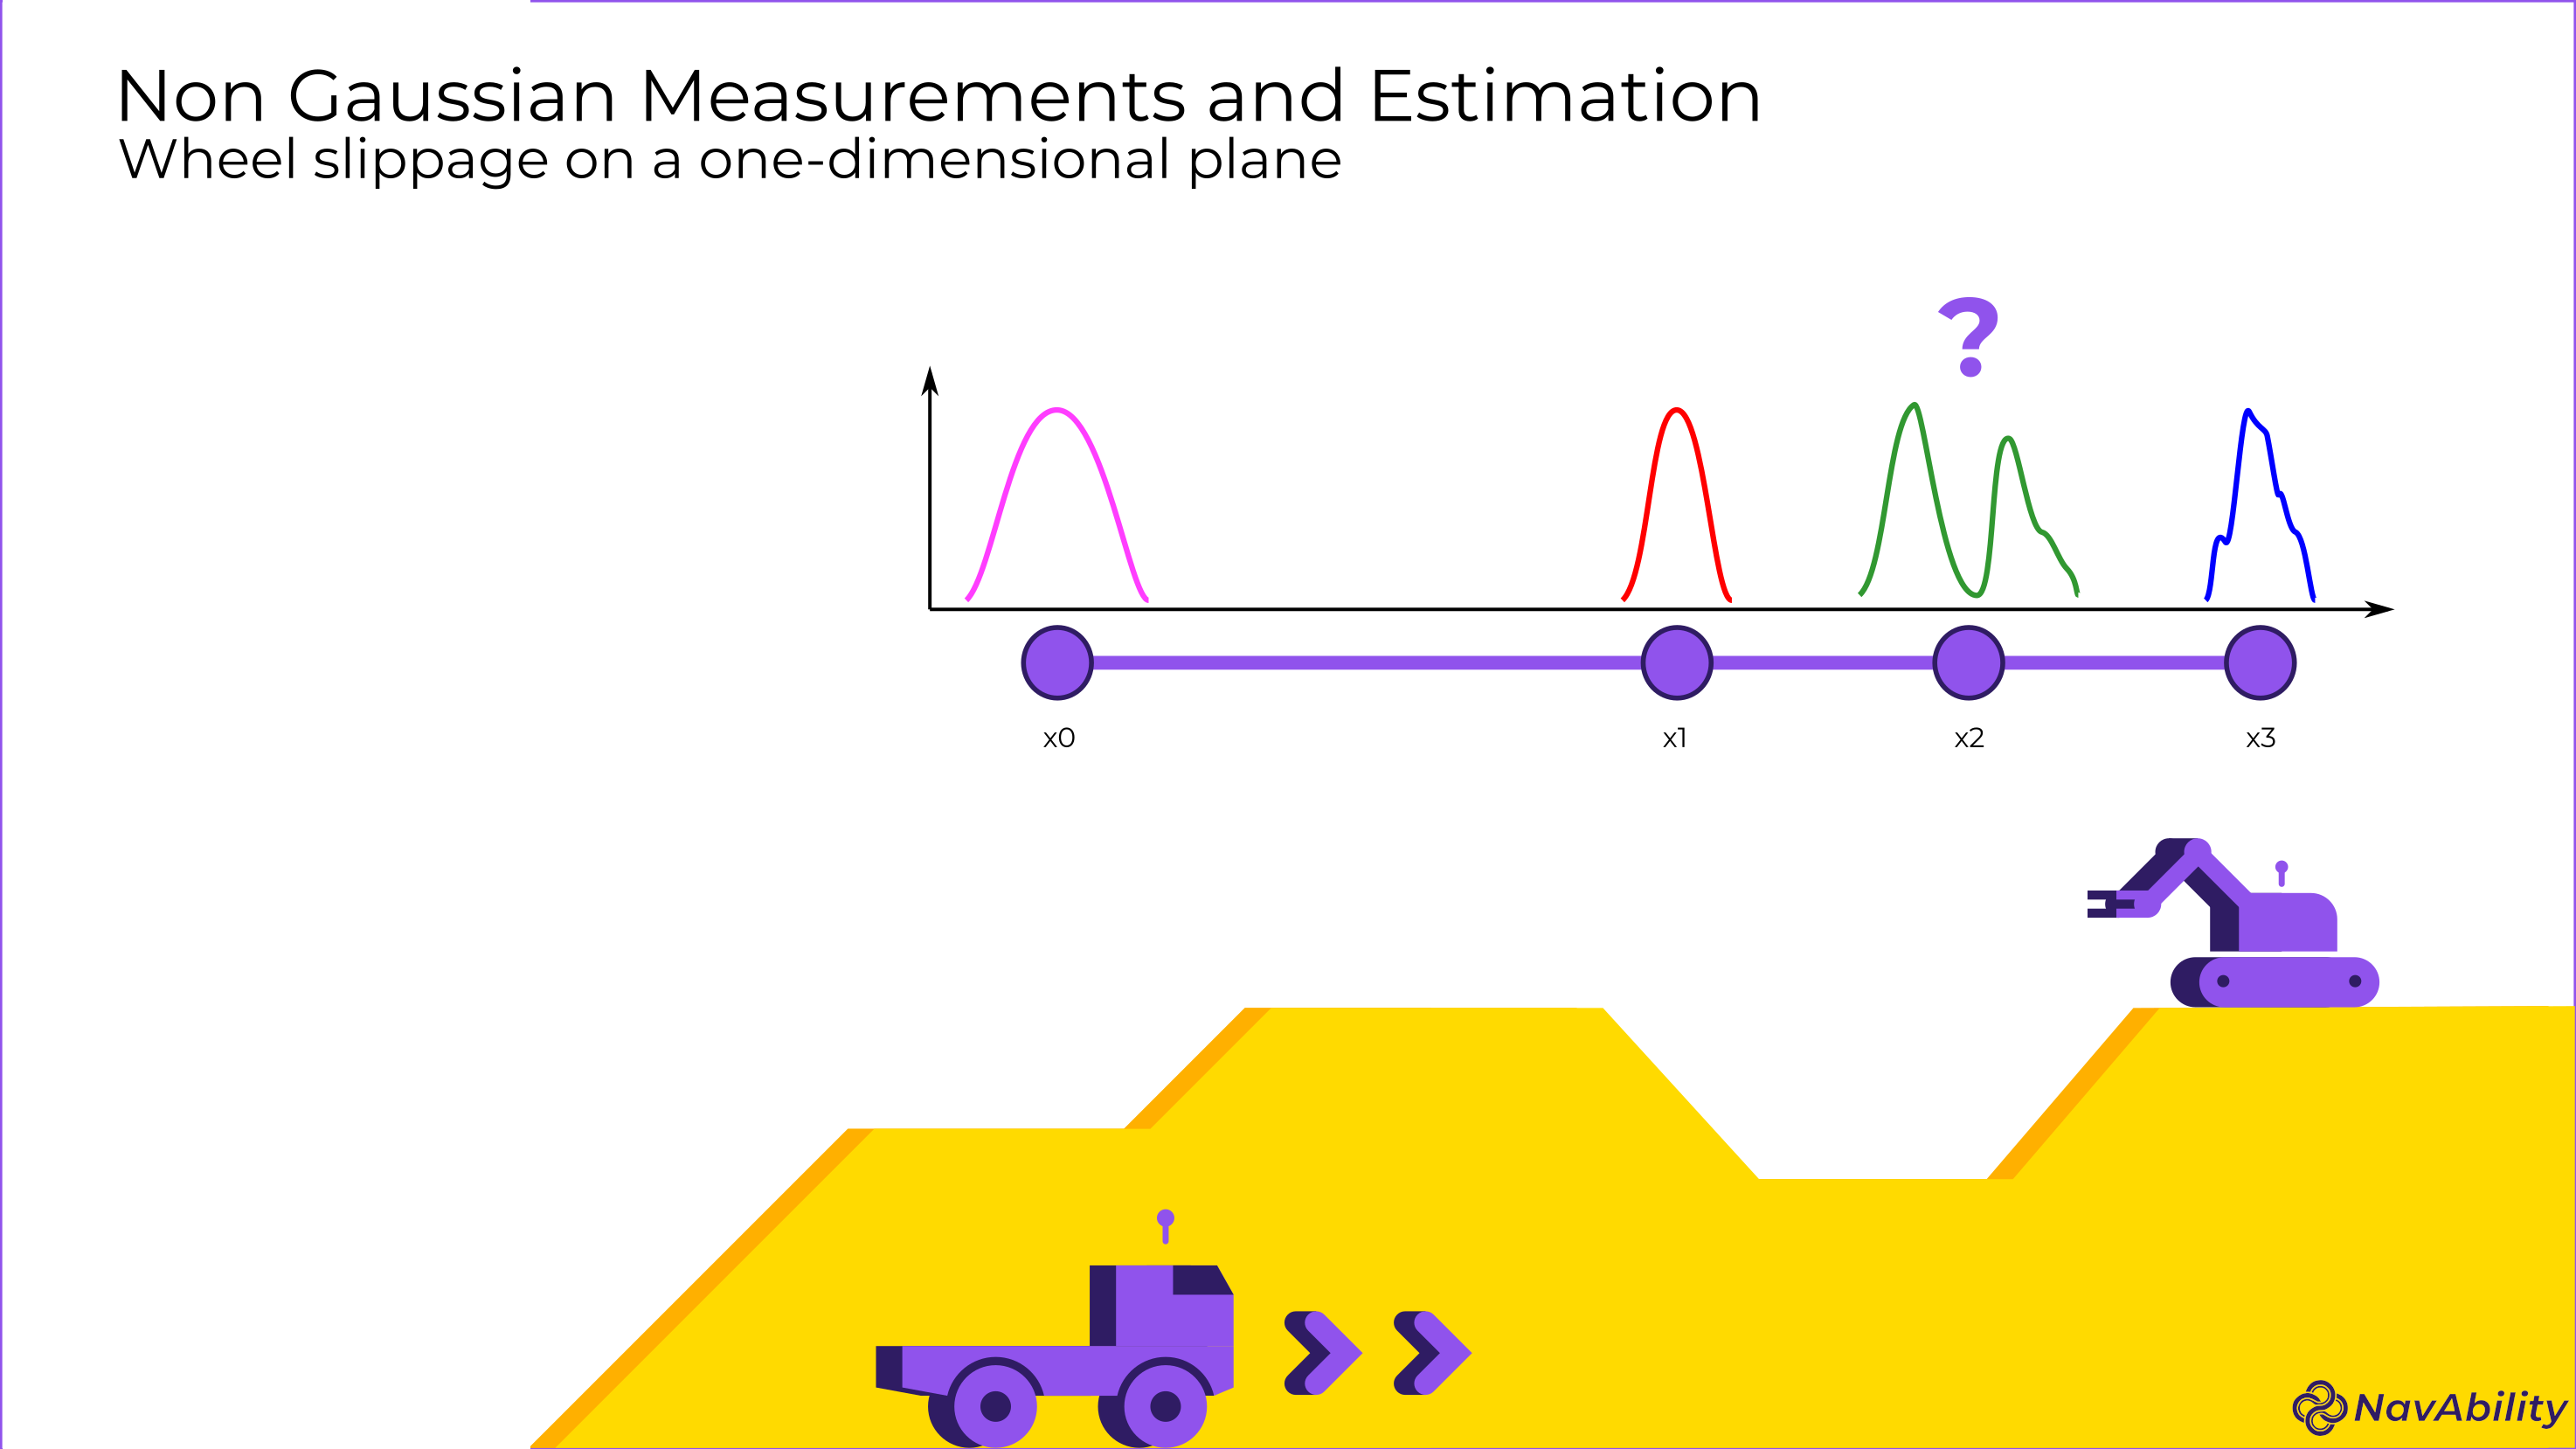 Non Gaussian Measurements and Estimation
Wheel slippage on a one-dimensional plane
?
x0 x1 x2 x3
NavAbility